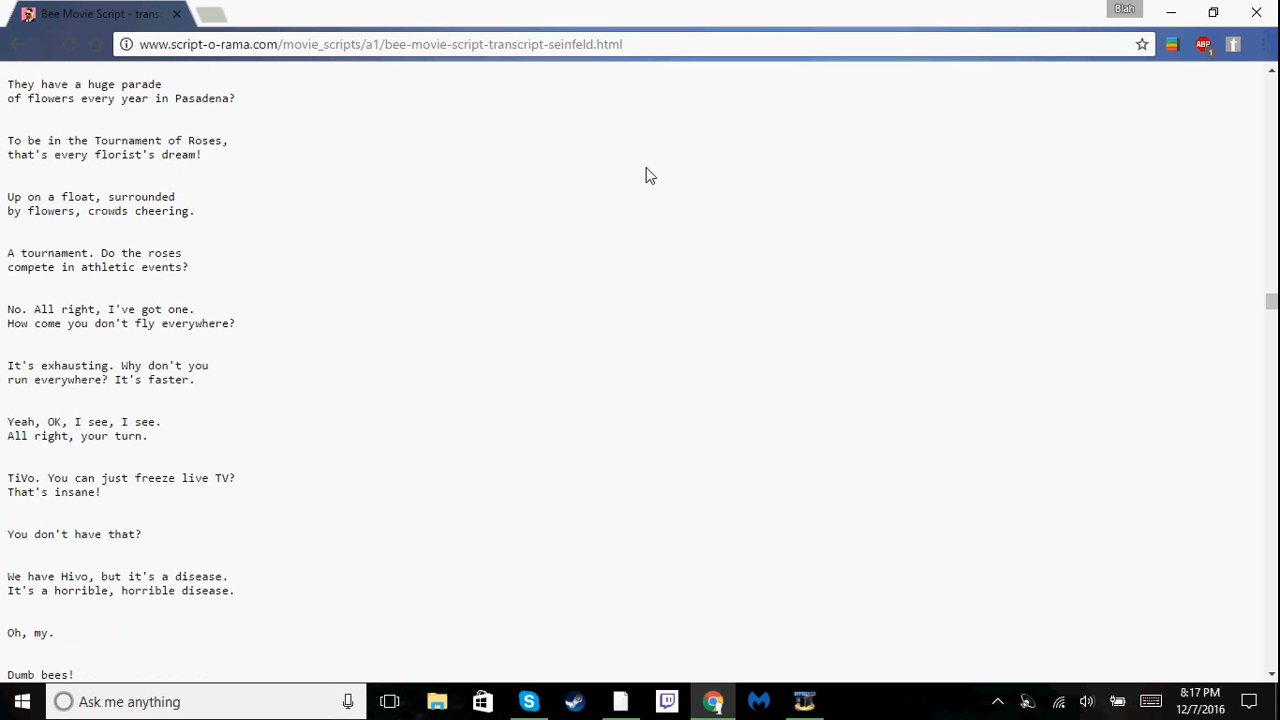 Bee Movie Script - transc
Blah
www.script-o-rama.com/movie_scripts/a1/bee-movie-script-transcript-seinfeld.html
ABP
1
They have a huge parade
of flowers every year in Pasadena?
To be in the Tournament of Roses,
that's every florist's dream!
Up on a float, surrounded
by flowers, crowds cheering.
A tournament. Do the roses
compete in athletic events?
No. All right, I've got one.
How come you don't fly everywhere?
It's exhausting. Why don't you
run everywhere? It's faster.
Yeah, OK, I see, I see.
All right, your turn.
TiVo. You can just freeze live TV?
That's insane!
You don't have that?
We have Hivo, but it's a disease.
It's a horrible, horrible disease.
Oh, my.
Dumb bees!
Ask me anything
8:17 PM
12/7/2016